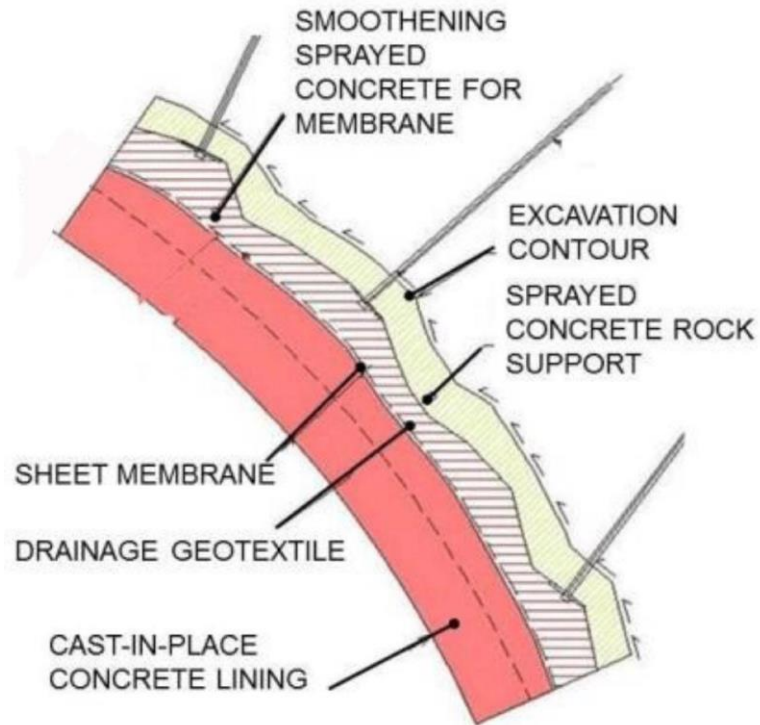 SMOOTHENING
SPRAYED
CONCRETE FOR
MEMBRANE
EXCAVATION
CONTOUR
SPRAYED
CONCRETE ROCK
SUPPORT
SHEET MEMBRANE
DRAINAGE GEOTEXTILE
CAST-IN-PLACE
CONCRETE LINING